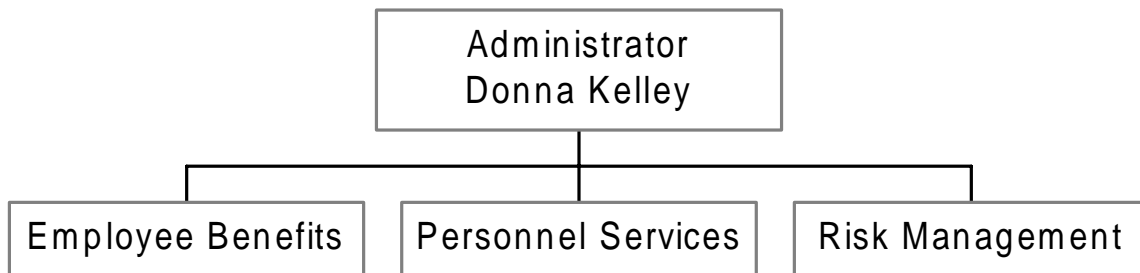 Administrator
Donna Kelley
Employee Benefits
Personnel Services
Risk Management